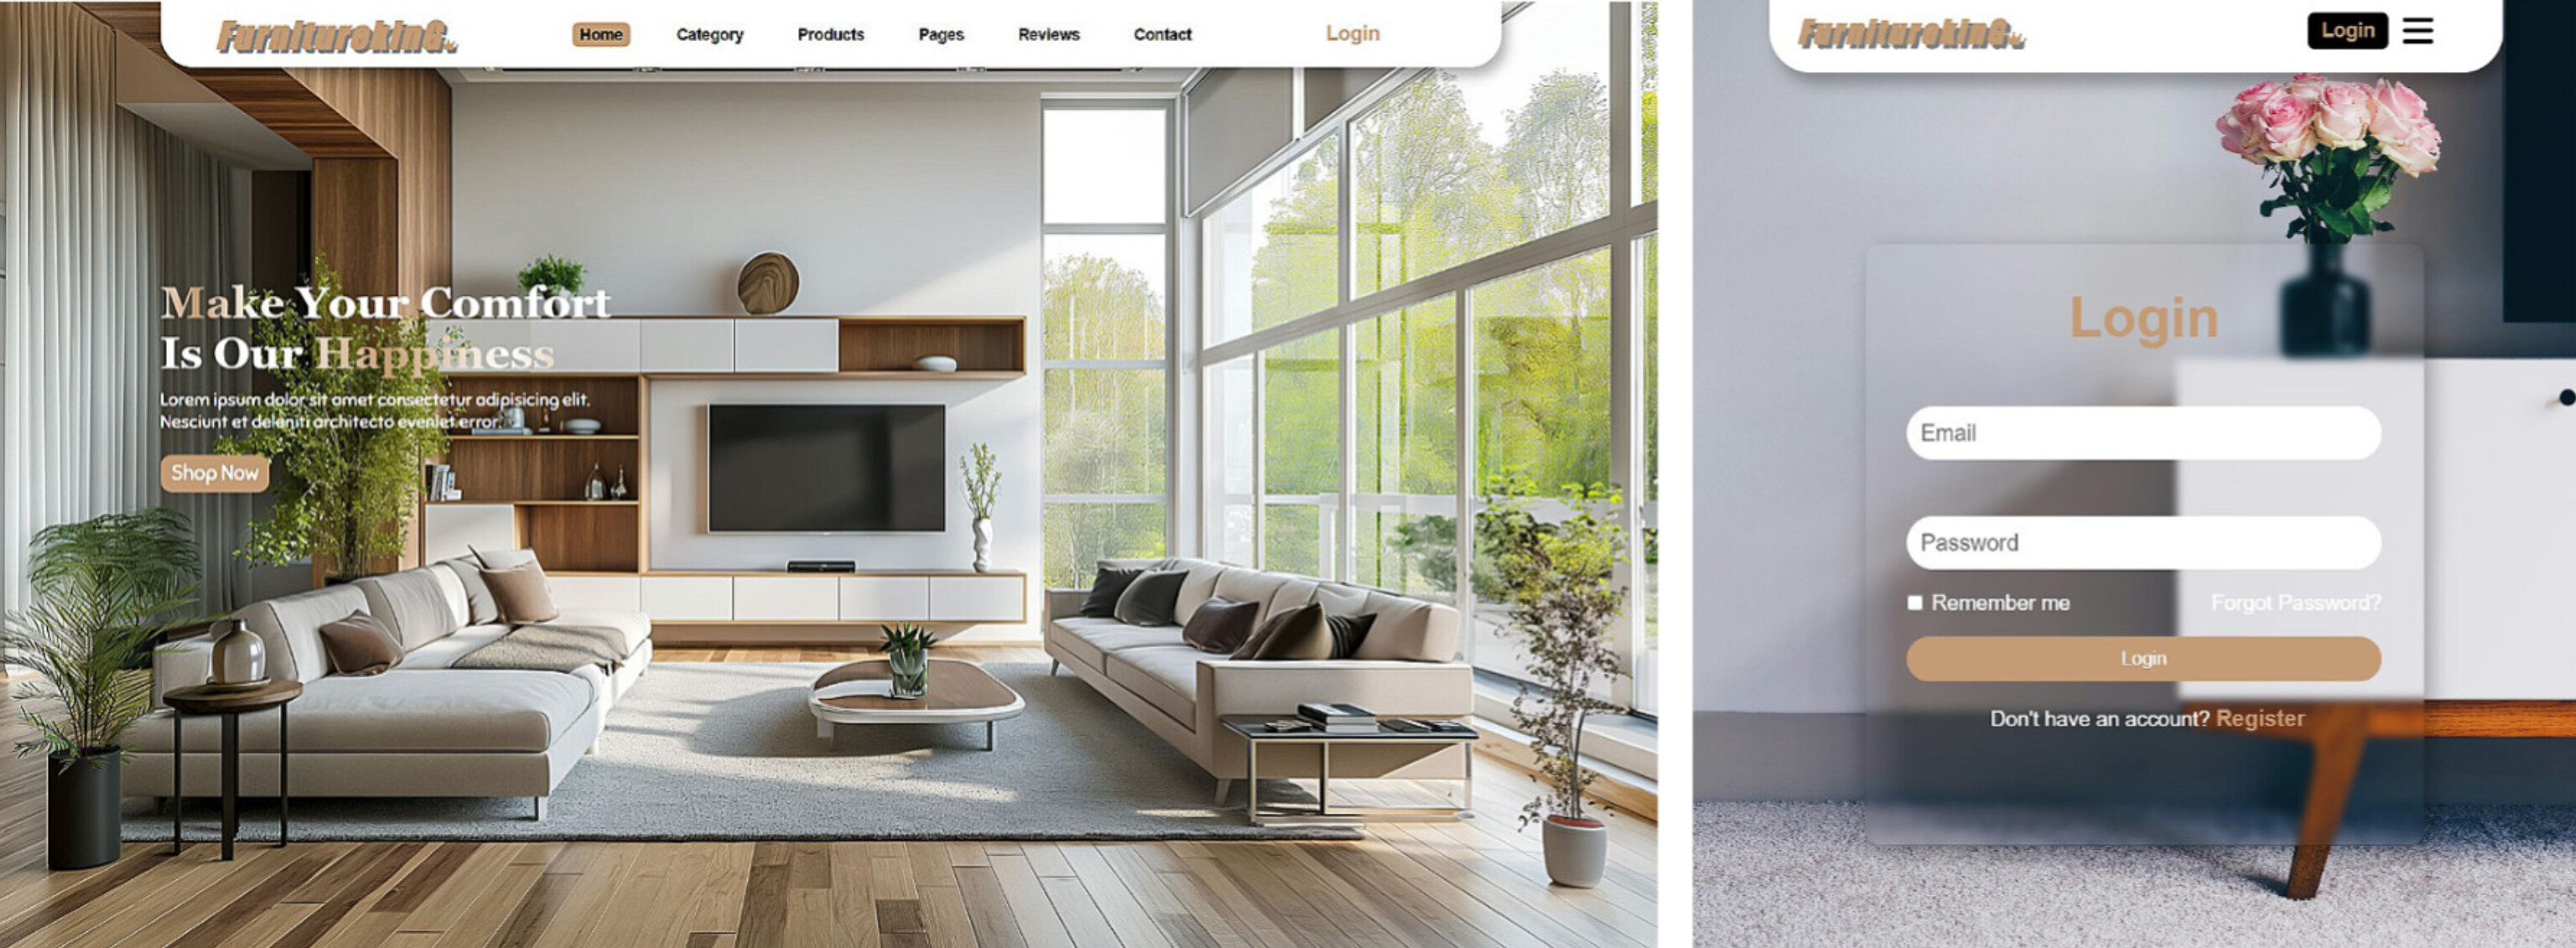 FurnitureKinG
Home
Category
Products
Pages
Reviews
Contact
Login
Make Your Comfort
Is Our Happiness
Lorem ipsum dolor sit amet consectetur adipisicing elit.
Nesciunt et deleniti architecto eveniet error.
Shop Now
FurnitureKinG
Login
Login
Email
Password
Remember me
Forgot Password?
Login
Don't have an account? Register